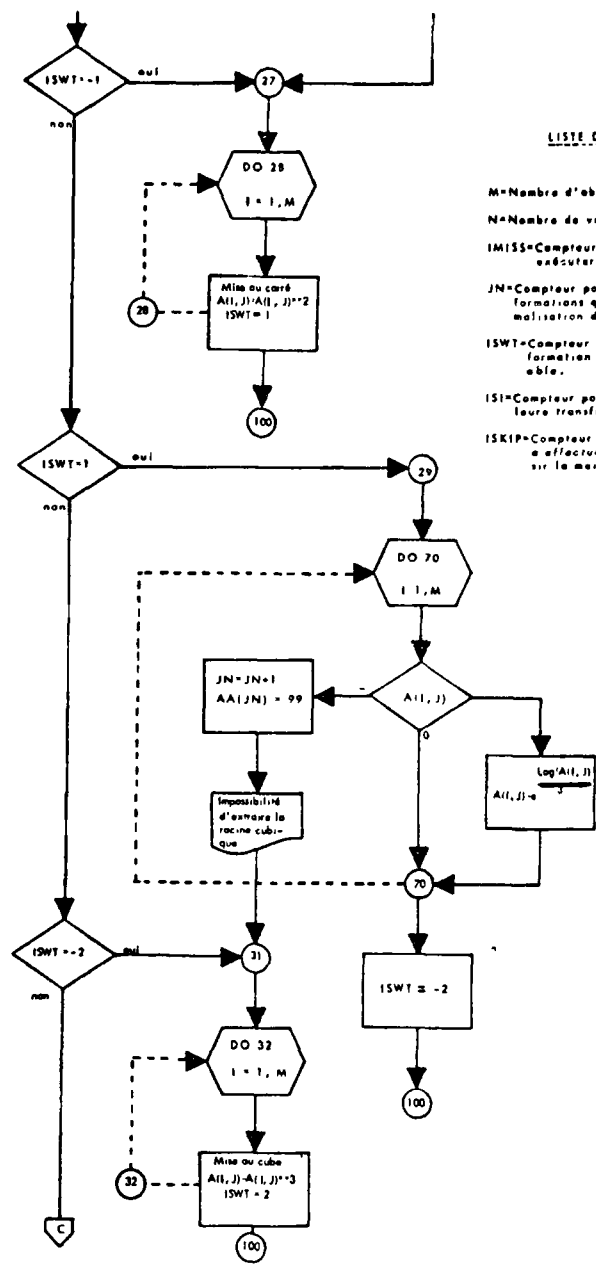 ISWT=-1
oui
27
non
DO 28
I = 1, M
Mise au carré
A(I,J)=A(I,J)**2
ISWT = 1
28
100
LISTE D
M=Nombre d'ob
N=Nombre de v
IMISS=Compteur
exécuter
JN=Compteur po
formations q
malisation d
ISWT=Compteur
formation
able.
ISI=Compteur po
leure transf
ISKIP=Compteur
a effectu
sir la me
ISWT=1
oui
29
non
DO 70
I 1, M
JN=JN+1
AA(JN) = 99
-
A(I,J)
0
Log(A(I,J)
A(I,J)=e
3
Impossibilité
d'extraire la
racine cubi-
que
70
ISWT=-2
oui
31
non
ISWT = -2
DO 32
I = 1, M
100
Mise au cube
A(I,J)=A(I,J)**3
ISWT = 2
32
C
100